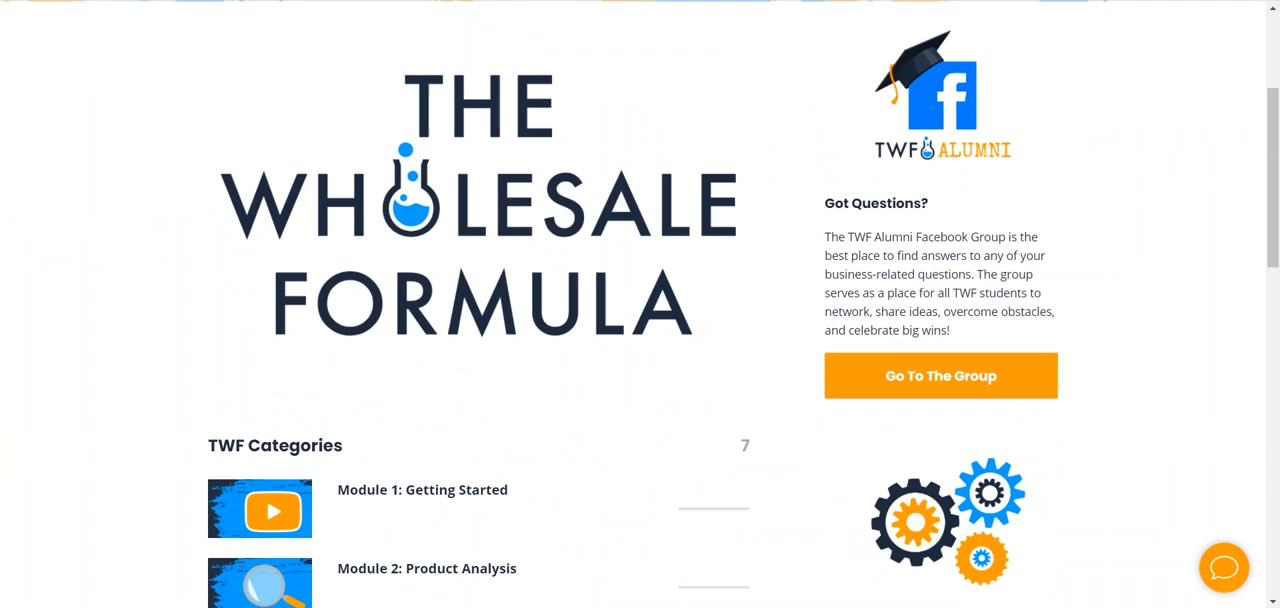 THE
WHOLESALE
FORMULA
TWF Categories
7
Module 1: Getting Started
Module 2: Product Analysis
TWF ALUMNI
Got Questions?
The TWF Alumni Facebook Group is the
best place to find answers to any of your
business-related questions. The group
serves as a place for all TWF students to
network, share ideas, overcome obstacles,
and celebrate big wins!
Go To The Group